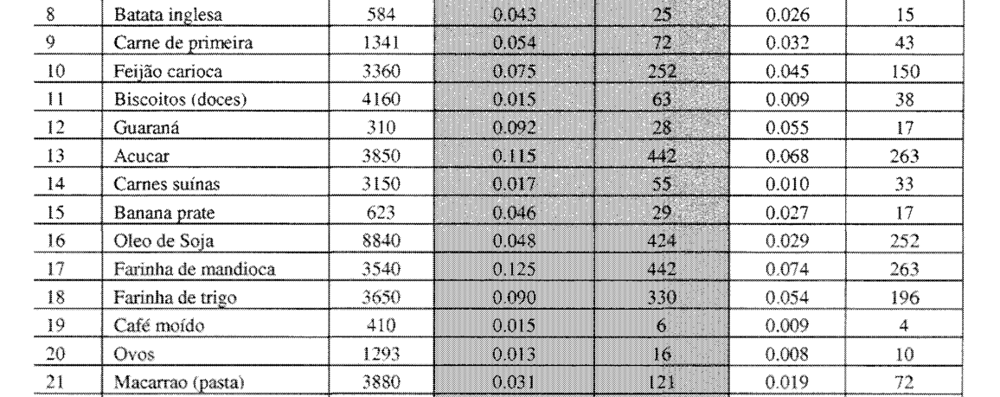 8 Batata inglesa 584 0.043 25 0.026 15
9 Carne de primeira 1341 0.054 72 0.032 43
10 Feijão carioca 3360 0.075 252 0.045 150
11 Biscoitos (doces) 4160 0.015 63 0.009 38
12 Guaraná 310 0.092 28 0.055 17
13 Acucar 3850 0.115 442 0.068 263
14 Carnes suínas 3150 0.017 55 0.010 33
15 Banana prate 623 0.046 29 0.027 17
16 Oleo de Soja 8840 0.048 424 0.029 252
17 Farinha de mandioca 3540 0.125 442 0.074 263
18 Farinha de trigo 3650 0.090 330 0.054 196
19 Café moído 410 0.015 6 0.009 4
20 Ovos 1293 0.013 16 0.008 10
21 Macarrao (pasta) 3880 0.031 121 0.019 72